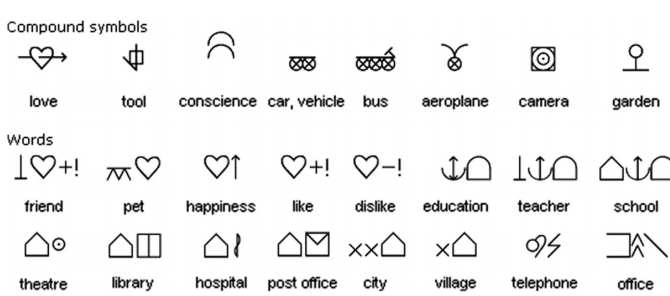 Compound symbols
love tool conscience car, vehicle bus aeroplane camera garden
Words
friend pet happiness like dislike education teacher school
theatre library hospital post office city village telephone office